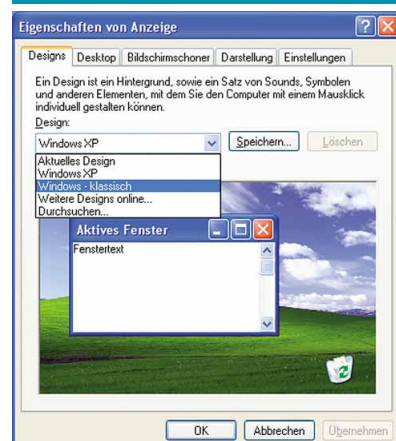 Eigenschaften von Anzeige
Designs Desktop Bildschirmschoner Darstellung Einstellungen
Ein Design ist ein Hintergrund, sowie ein Satz von Sounds, Symbolen
und anderen Elementen, mit dem Sie den Computer mit einem Mausklick
individuell gestalten können.
Design:
Windows XP Speichern... Löschen
Aktuelles Design
Windows XP
Windows - klassisch
Weitere Designs online...
Durchsuchen...
Aktives Fenster
Fenstertext
OK Abbrechen Übernehmen